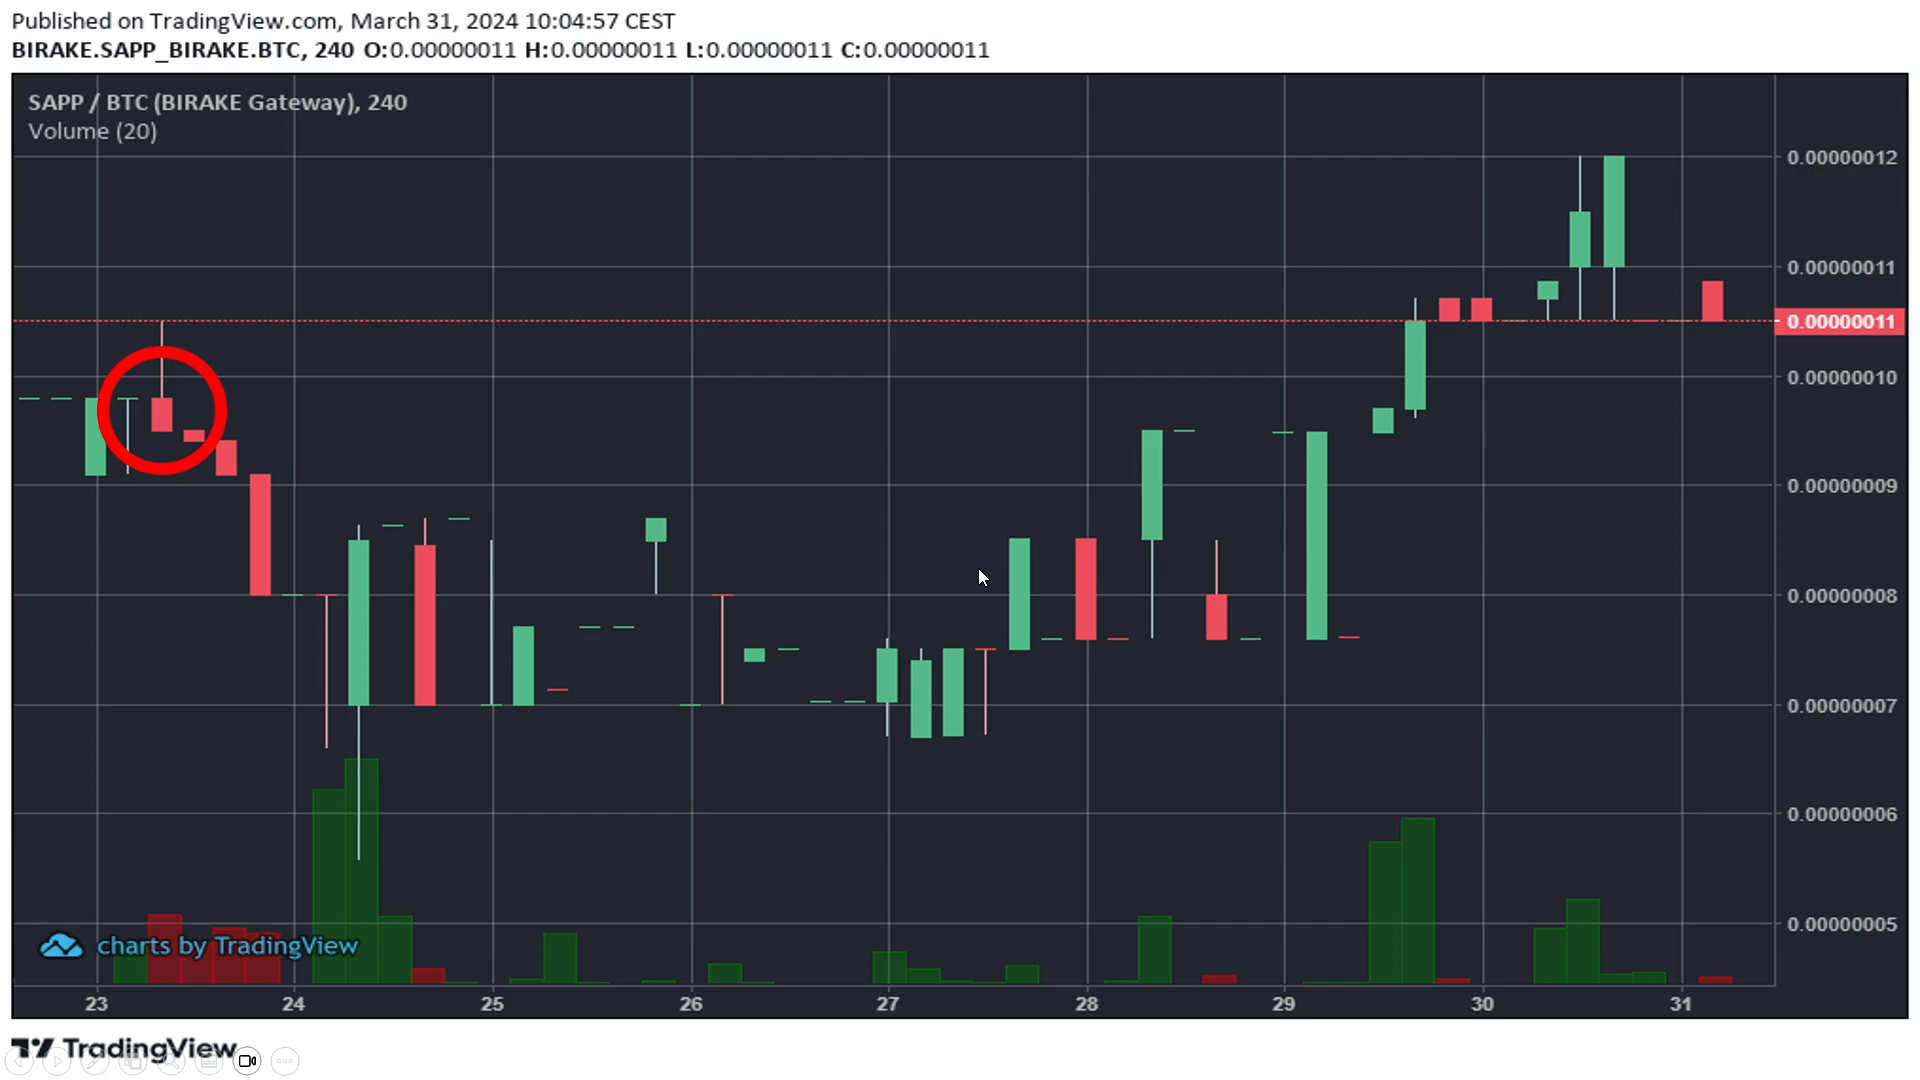 Published on TradingView.com, March 31, 2024 10:04:57 CEST
BIRAKE.SAPP_BIRAKE.BTC, 240 O:0.00000011 H:0.00000011 L:0.00000011 C:0.00000011
SAPP / BTC (BIRAKE Gateway), 240
Volume (20)
0.00000012
0.00000011
0.00000011
0.00000010
0.00000009
0.00000008
0.00000007
0.00000006
0.00000005
charts by TradingView
23 24 25 26 27 28 29 30 31
TradingView